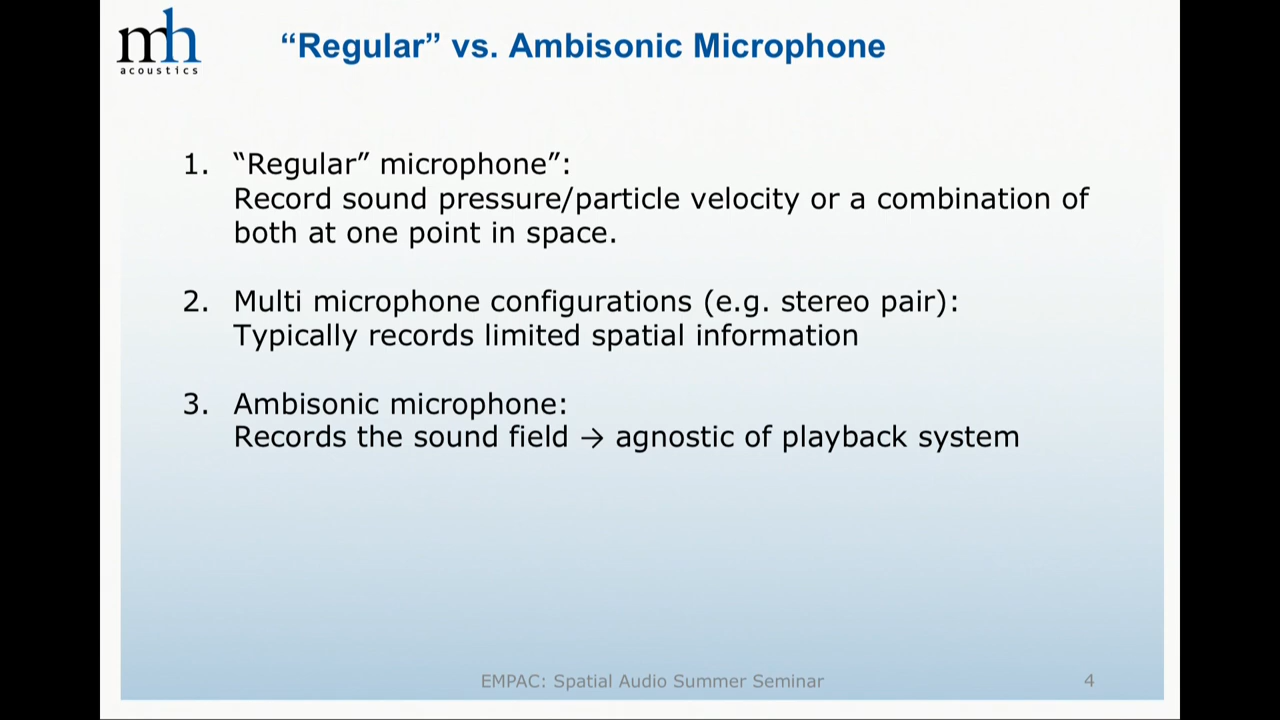 mh
acoustics
“Regular” vs. Ambisonic Microphone
1. “Regular” microphone”:
Record sound pressure/particle velocity or a combination of
both at one point in space.
2. Multi microphone configurations (e.g. stereo pair):
Typically records limited spatial information
3. Ambisonic microphone:
Records the sound field → agnostic of playback system
EMPAC: Spatial Audio Summer Seminar
4